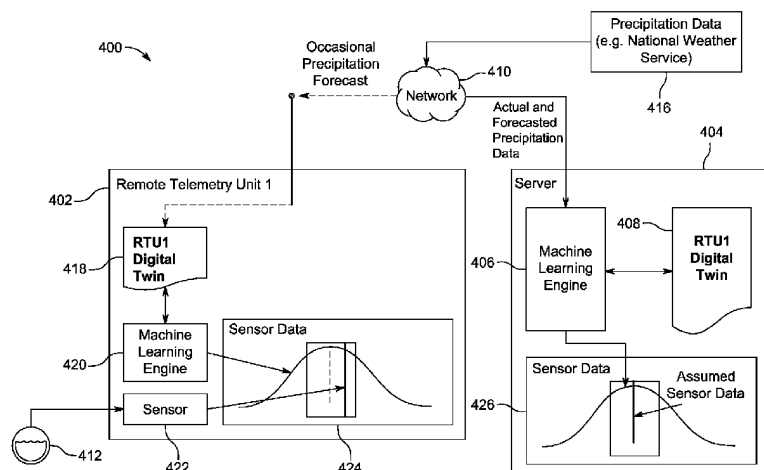 400
Occasional
Precipitation
Forecast
410
Network
Precipitation Data
(e.g. National Weather
Service)
416
Actual and
Forecasted
Precipitation
Data
404
402
Remote Telemetry Unit 1
Server
418
RTU1
Digital
Twin
406
Machine
Learning
Engine
408
RTU1
Digital
Twin
420
Machine
Learning
Engine
Sensor Data
Sensor
412
422
424
Sensor Data
Assumed
Sensor Data
426